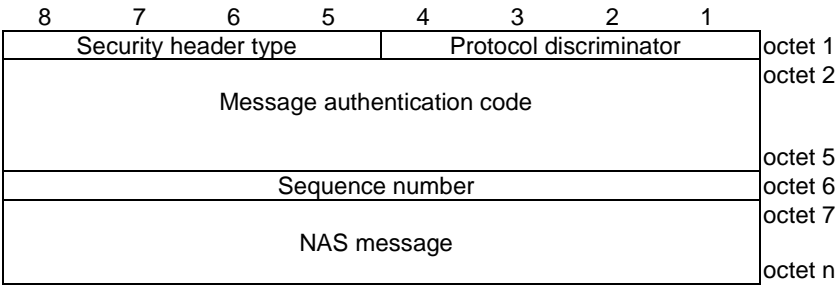 8 7 6 5 4 3 2 1
Security header type Protocol discriminator octet 1
octet 2
Message authentication code
octet 5
Sequence number octet 6
octet 7
NAS message
octet n